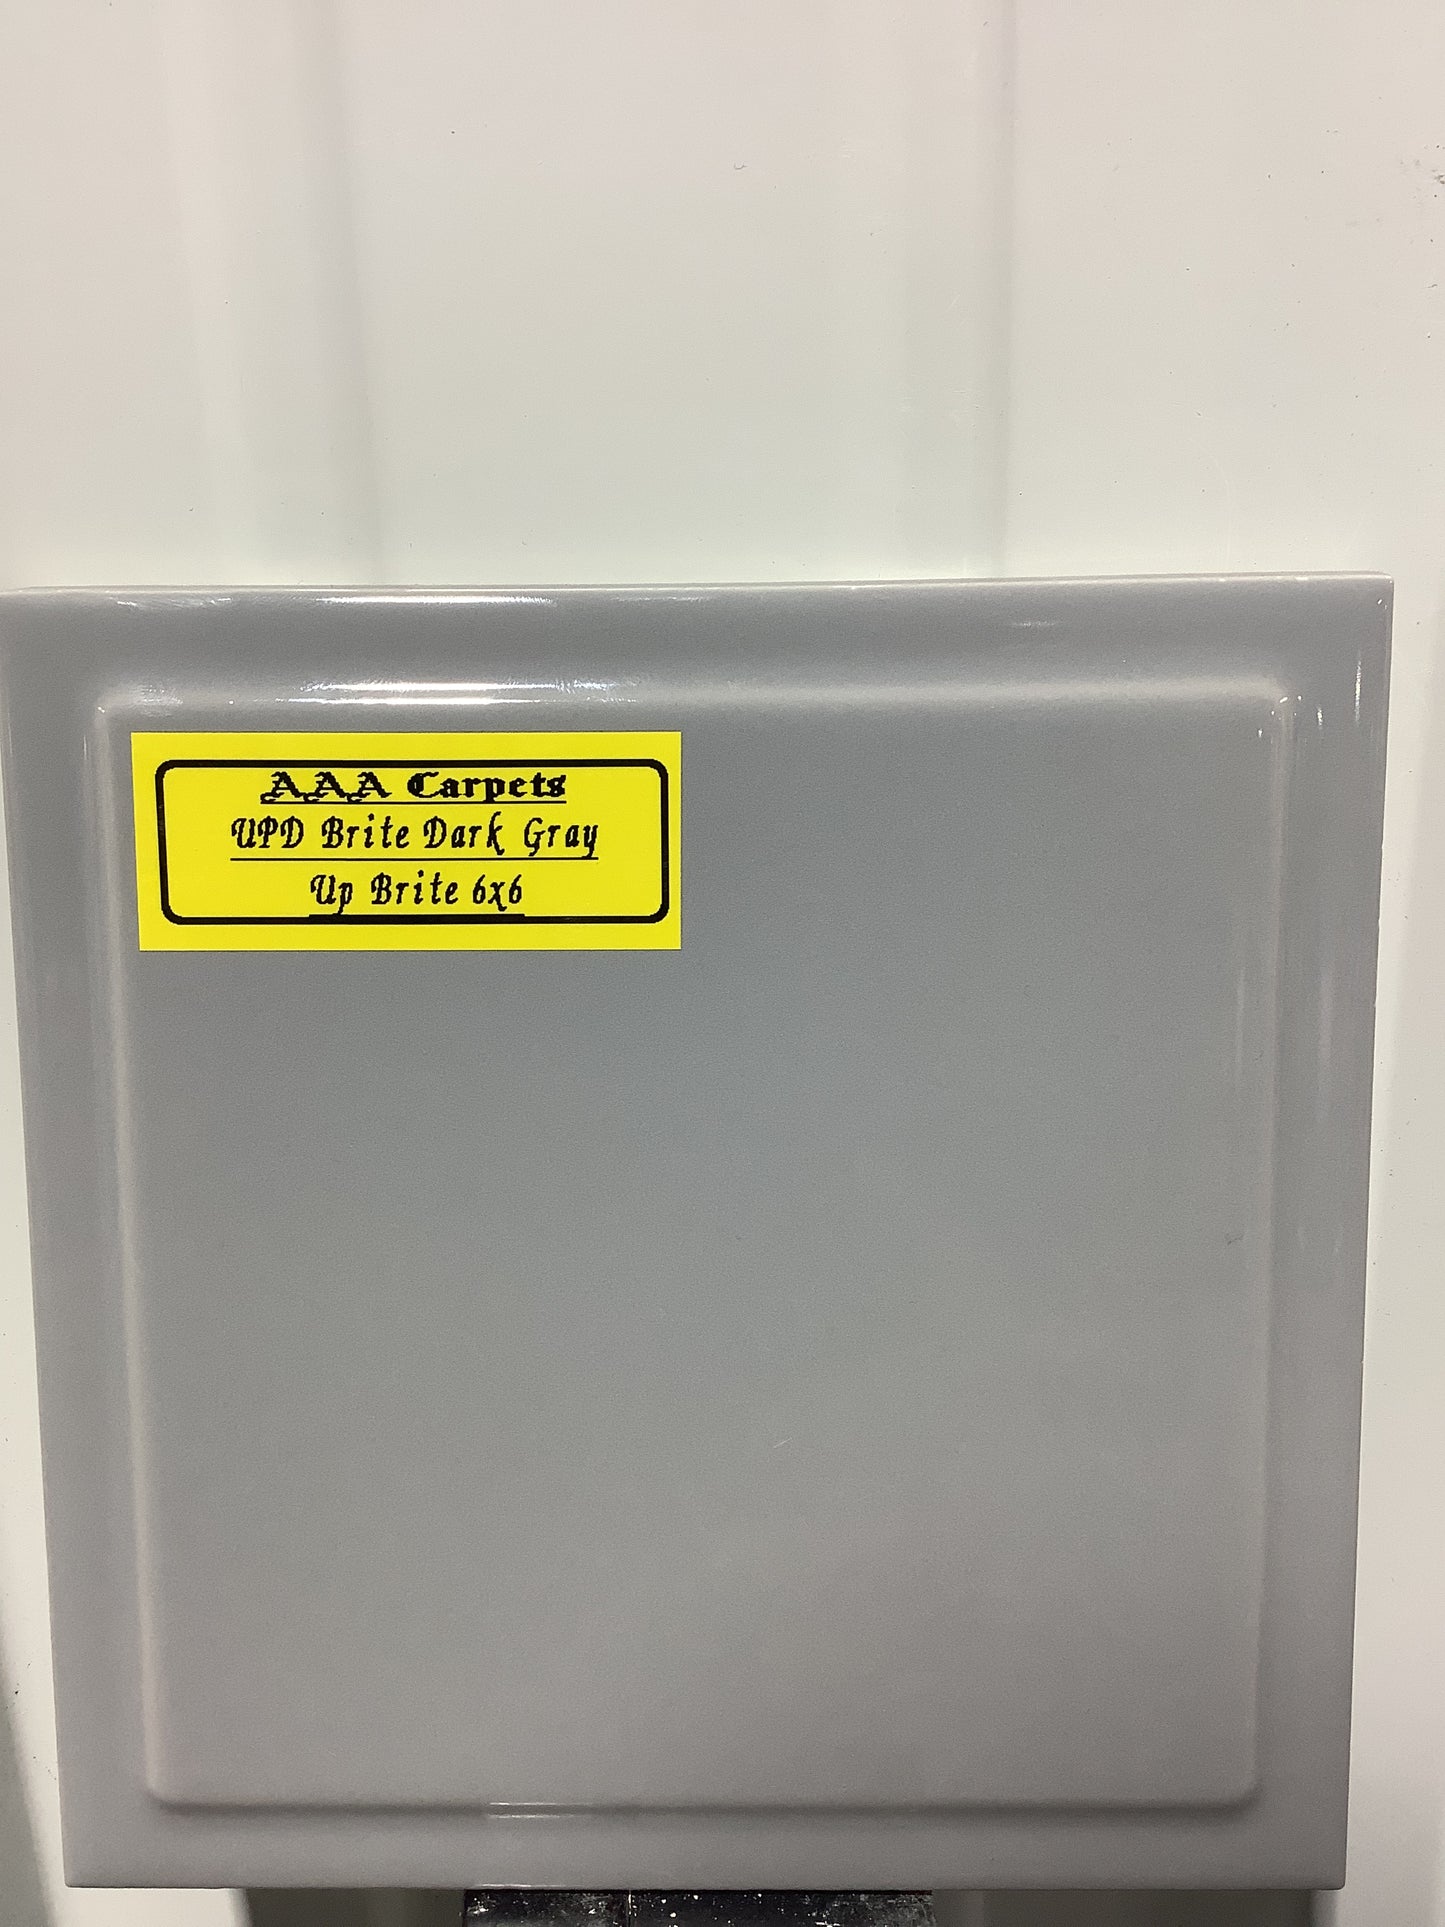 AAA Carpets
UPD Brite Dark Gray
Up Brite 6x6